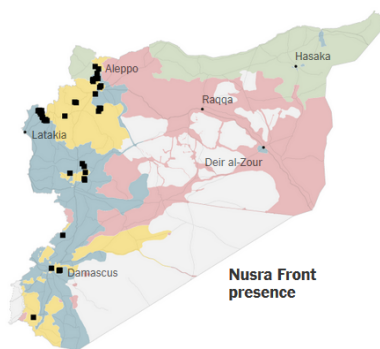 Hasaka
Aleppo
Raqqa
Latakia
Deir al-Zour
Nusra Front
presence
Damascus